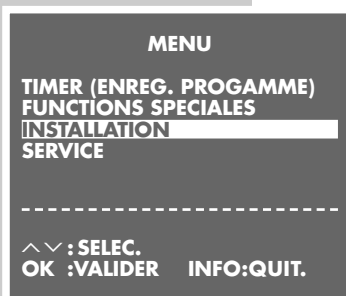 MENU
TIMER (ENREG. PROGAMME)
FUNCTIONS SPECIALES
INSTALLATION
SERVICE
: SELEC.
OK :VALIDER INFO:QUIT.